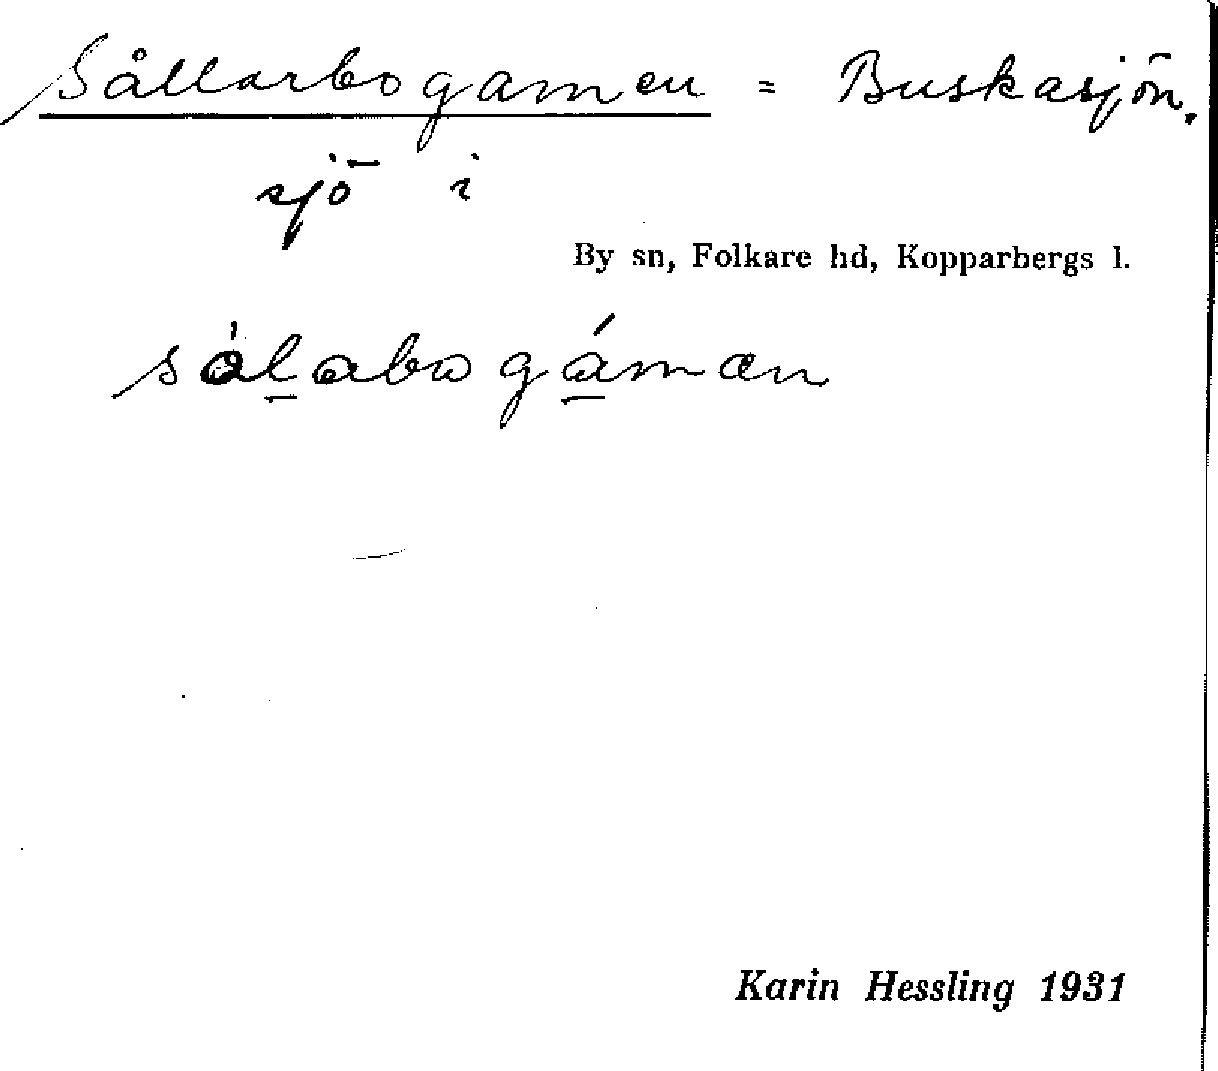 Sållarbogamen = Buskasjön.
sjö i
By sn, Folkare hd, Kopparbergs l.
sålabogáman
Karin Hessling 1931